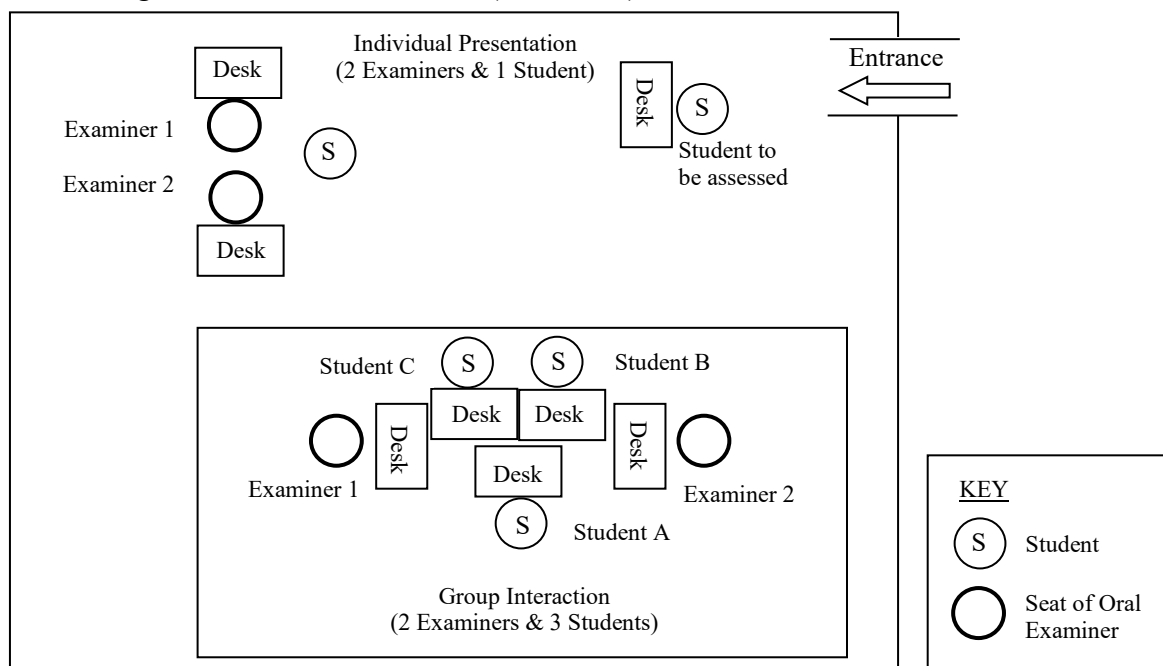 Individual Presentation
(2 Examiners & 1 Student)
Entrance
Desk
Desk
S
Examiner 1
S
Student to
be assessed
Examiner 2
Desk
Student C
S
S
Student B
Desk
Desk
Desk
Desk
Desk
Examiner 1
Examiner 2
S
Student A
Group Interaction
(2 Examiners & 3 Students)
KEY
S
Student
Seat of Oral
Examiner